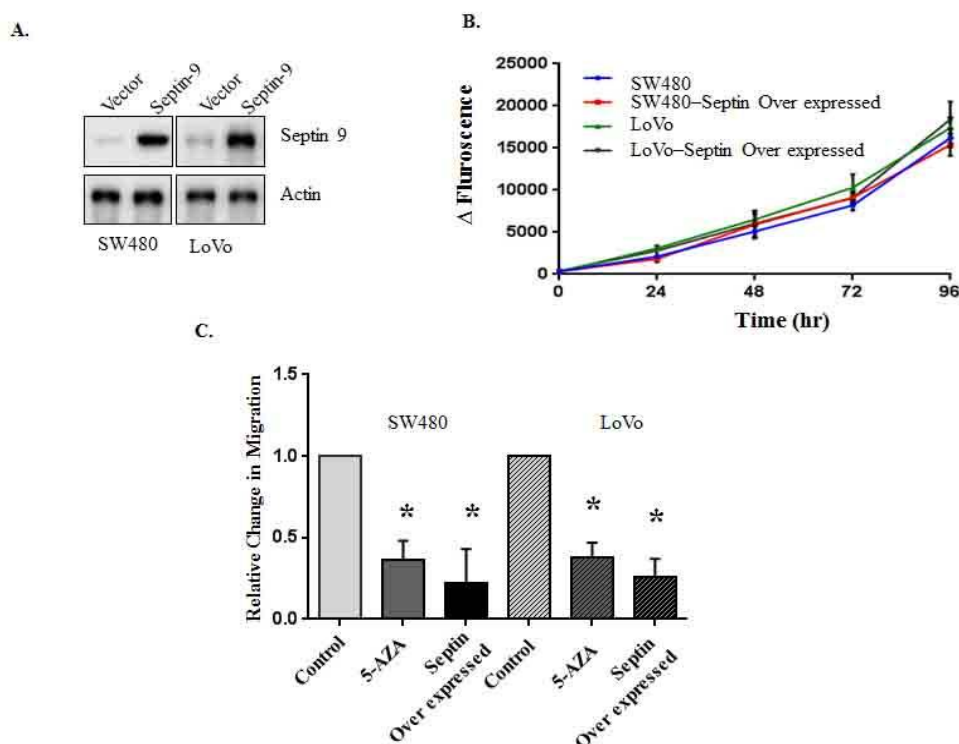 A.
Vector
Septin-9
Vector
Septin-9
Septin 9
Actin
SW480
LoVo
B.
25000
20000
15000
10000
5000
0
Δ Fluroscence
SW480
SW480–Septin Over expressed
LoVo
LoVo–Septin Over expressed
0 24 48 72 96
Time (hr)
C.
1.5
1.0
0.5
0.0
Relative Change in Migration
SW480
LoVo
* * * *
Control
5-AZA
Septin
Over expressed
Control
5-AZA
Septin
Over expressed